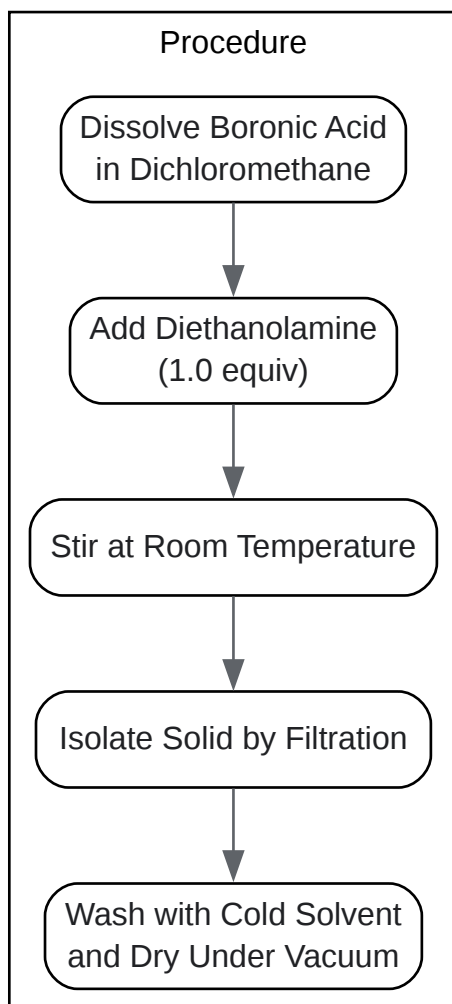 Procedure
Dissolve Boronic Acid
in Dichloromethane
Add Diethanolamine
(1.0 equiv)
Stir at Room Temperature
Isolate Solid by Filtration
Wash with Cold Solvent
and Dry Under Vacuum